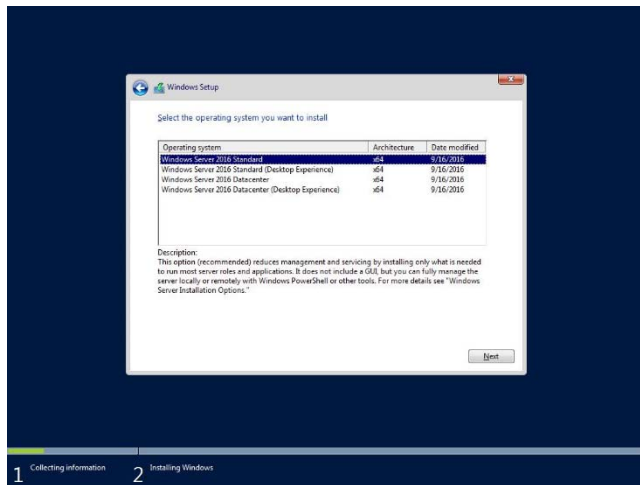 Windows Setup
Select the operating system you want to install
Operating system Architecture Date modified
Windows Server 2016 Standard x64 9/16/2016
Windows Server 2016 Standard (Desktop Experience) x64 9/16/2016
Windows Server 2016 Datacenter x64 9/16/2016
Windows Server 2016 Datacenter (Desktop Experience) x64 9/16/2016
Description:
This option (recommended) reduces management and servicing by installing only what is needed
to run most server roles and applications. It does not include a GUI, but you can fully manage the
server locally or remotely with Windows PowerShell or other tools. For more details see "Windows
Server Installation Options."
Next
1 Collecting information 2 Installing Windows